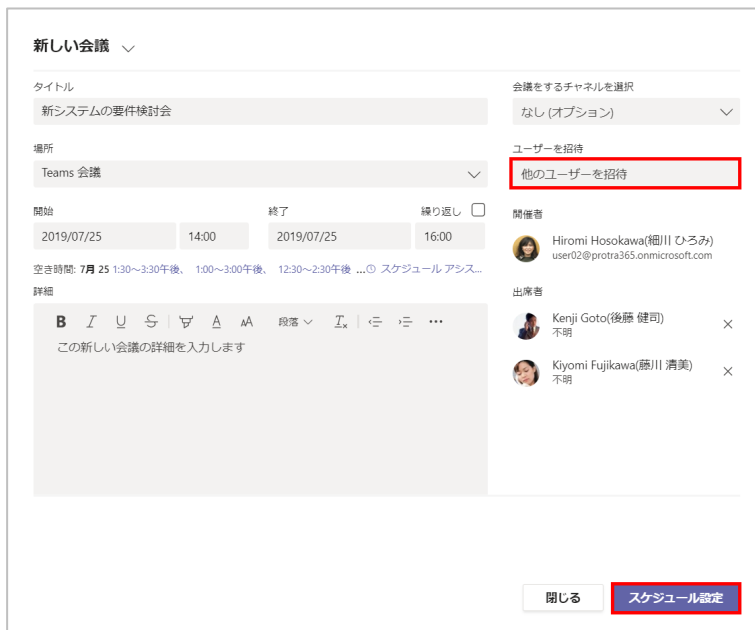 新しい会議
タイトル
新システムの要件検討会
場所
Teams 会議
開始
終了
繰り返し
2019/07/25
14:00
2019/07/25
16:00
空き時間: 7月 25 1:30～3:30午後、 1:00～3:00午後、 12:30～2:30午後 ... スケジュール アシス...
詳細
B I U S A AA 段落
この新しい会議の詳細を入力します
会議をするチャネルを選択
なし (オプション)
ユーザーを招待
他のユーザーを招待
開催者
Hiromi Hosokawa(細川 ひろみ)
user02@protra365.onmicrosoft.com
出席者
Kenji Goto(後藤 健司)
不明
Kiyomi Fujikawa(藤川 清美)
不明
閉じる
スケジュール設定